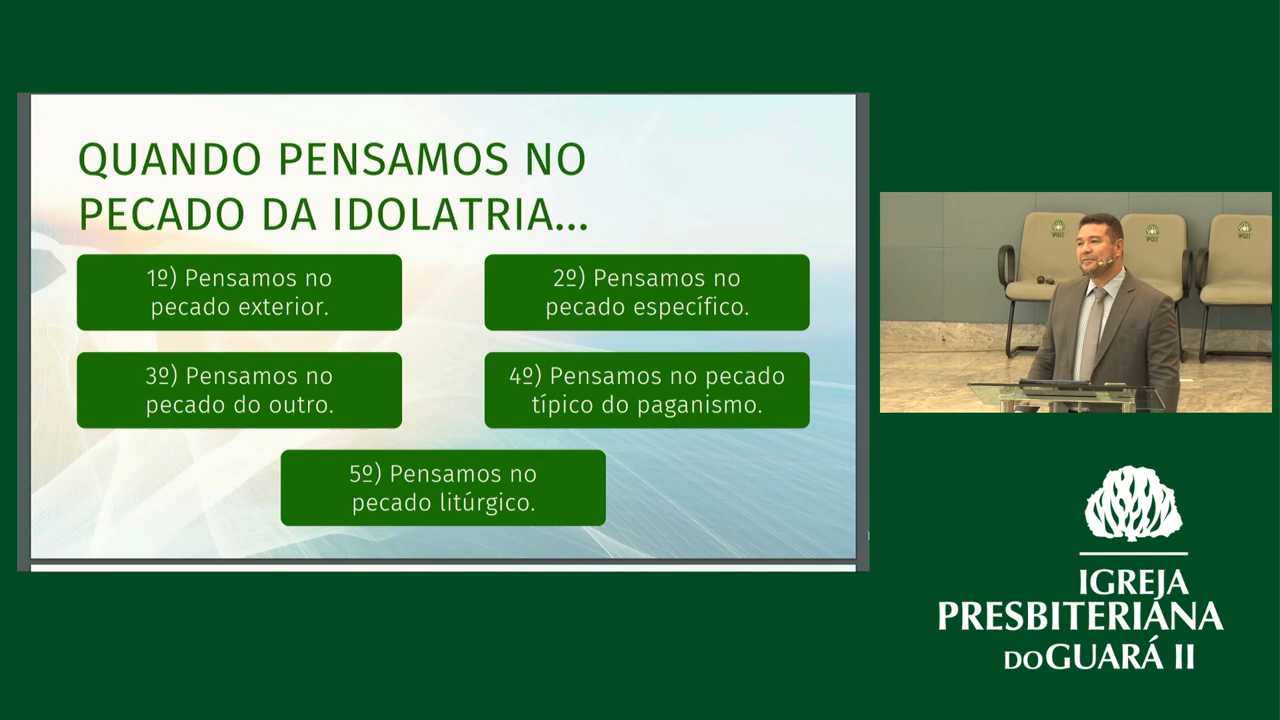 QUANDO PENSAMOS NO
PECADO DA IDOLATRIA...
1º) Pensamos no
pecado exterior.
2º) Pensamos no
pecado específico.
3º) Pensamos no
pecado do outro.
4º) Pensamos no pecado
típico do paganismo.
5º) Pensamos no
pecado litúrgico.
IGREJA
PRESBITERIANA
DO GUARÁ II